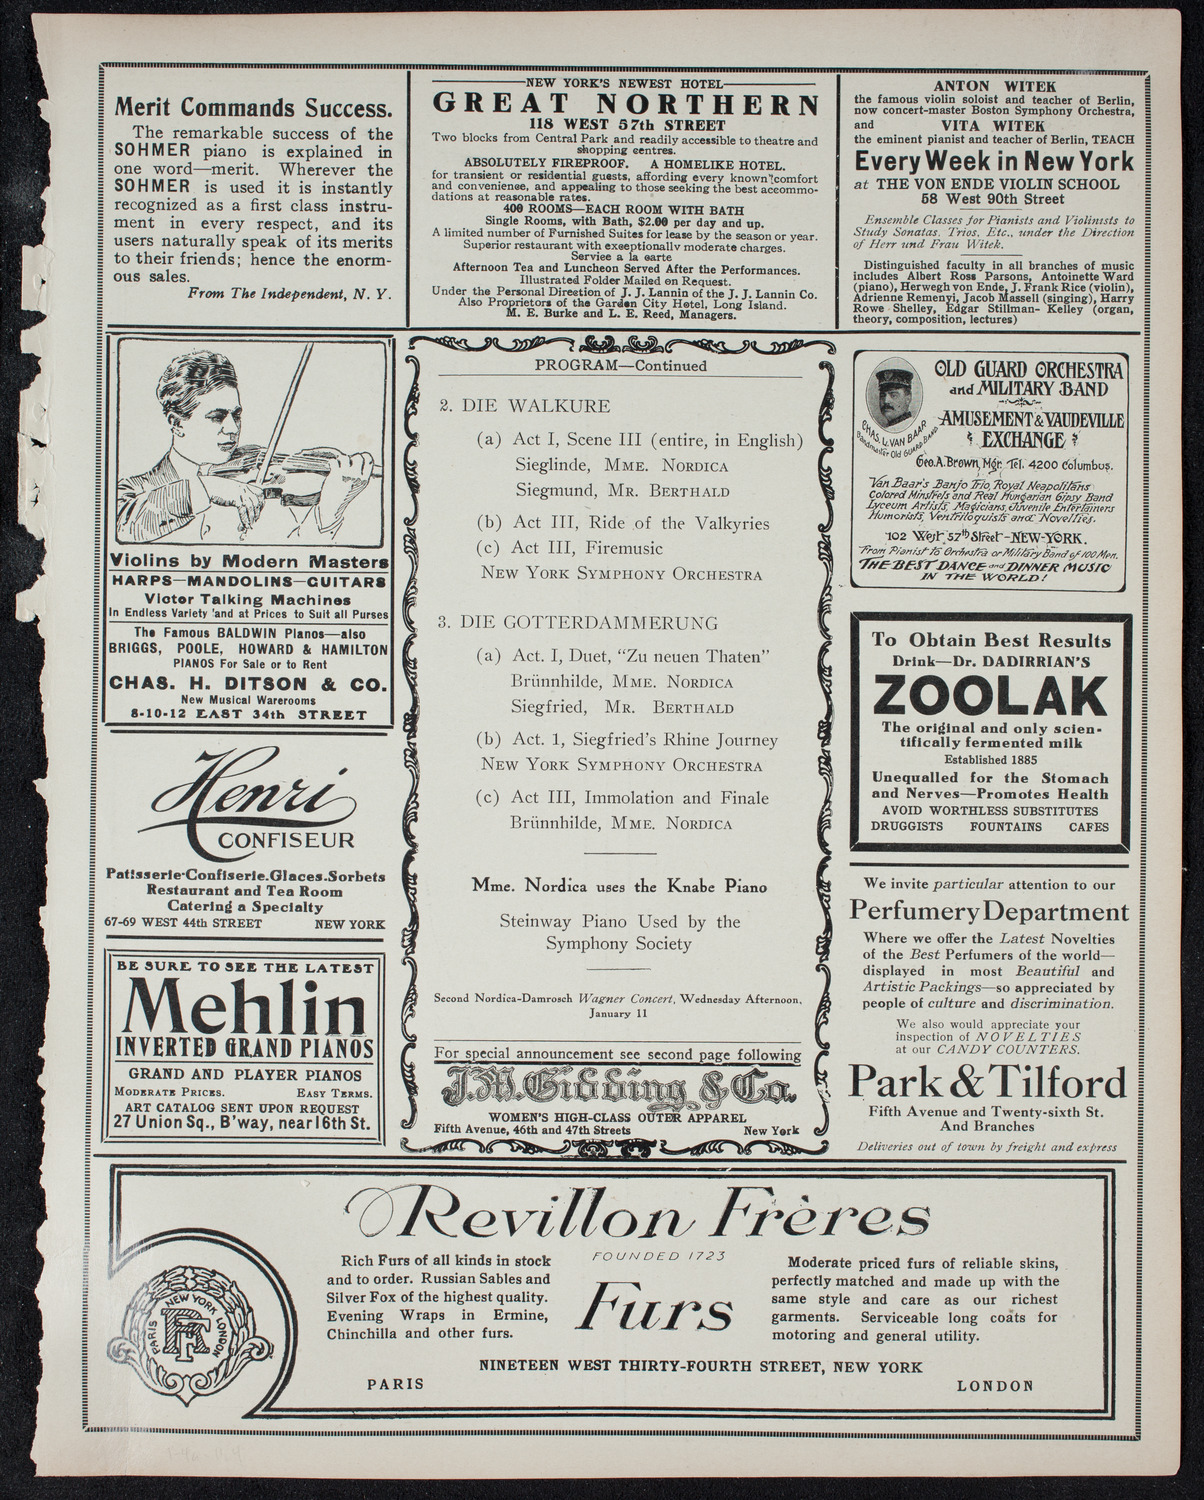 Merit Commands Success.
The remarkable success of the
SOHMER piano is explained in
one word—merit. Wherever the
SOHMER is used it is instantly
recognized as a first class instru-
ment in every respect, and its
users naturally speak of its merits
to their friends; hence the enorm-
ous sales.
From The Independent, N. Y.
NEW YORK'S NEWEST HOTEL
GREAT NORTHERN
118 WEST 57th STREET
Two blocks from Central Park and readily accessible to theatre and
shopping centres.
ABSOLUTELY FIREPROOF. A HOMELIKE HOTEL.
for transient or residential guests, affording every known comfort
and convenience, and appealing to those seeking the best accommo-
dations at reasonable rates.
400 ROOMS—EACH ROOM WITH BATH
Single Rooms, with Bath, $2.00 per day and up.
A limited number of Furnished Suites for lease by the season or year.
Superior restaurant with exceptionally moderate charges.
Service a la carte
Afternoon Tea and Luncheon Served After the Performances.
Illustrated Folder Mailed on Request.
Under the Personal Direction of J. J. Lannin of the J. J. Lannin Co.
Also Proprietors of the Garden City Hotel, Long Island.
M. E. Burke and L. E. Reed, Managers.
ANTON WITEK
the famous violin soloist and teacher of Berlin,
now concert-master Boston Symphony Orchestra,
and VITA WITEK
the eminent pianist and teacher of Berlin, TEACH
Every Week in New York
at THE VON ENDE VIOLIN SCHOOL
58 West 90th Street
Ensemble Classes for Pianists and Violinists to
Study Sonatas, Trios, Etc., under the Direction
of Herr und Frau Witek.
Distinguished faculty in all branches of music
includes Albert Ross Parsons, Antoinette Ward
(piano), Herwegh von Ende, J. Frank Rice (violin),
Adrienne Remenyi, Jacob Massell (singing), Harry
Rowe Shelley, Edgar Stillman- Kelley (organ,
theory, composition, lectures)
Violins by Modern Masters
HARPS—MANDOLINS—GUITARS
Victor Talking Machines
In Endless Variety and at Prices to Suit all Purses
The Famous BALDWIN Pianos—also
BRIGGS, POOLE, HOWARD & HAMILTON
PIANOS For Sale or to Rent
CHAS. H. DITSON & CO.
New Musical Warerooms
8-10-12 EAST 34th STREET
Henri
CONFISEUR
Patisserie-Confiserie.Glaces.Sorbets
Restaurant and Tea Room
Catering a Specialty
67-69 WEST 44th STREET NEW YORK
BE SURE TO SEE THE LATEST
Mehlin
INVERTED GRAND PIANOS
GRAND AND PLAYER PIANOS
MODERATE PRICES. EASY TERMS.
ART CATALOG SENT UPON REQUEST
27 Union Sq., B'way, near 16th St.
PROGRAM—Continued
2. DIE WALKURE
(a) Act I, Scene III (entire, in English)
Sieglinde, MME. NORDICA
Siegmund, MR. BERTHALD
(b) Act III, Ride of the Valkyries
(c) Act III, Firemusic
NEW YORK SYMPHONY ORCHESTRA
3. DIE GOTTERDAMMERUNG
(a) Act. I, Duet, "Zu neuen Thaten"
Brünnhilde, MME. NORDICA
Siegfried, MR. BERTHALD
(b) Act. 1, Siegfried's Rhine Journey
NEW YORK SYMPHONY ORCHESTRA
(c) Act III, Immolation and Finale
Brünnhilde, MME. NORDICA
Mme. Nordica uses the Knabe Piano
Steinway Piano Used by the
Symphony Society
Second Nordica-Damrosch Wagner Concert, Wednesday Afternoon,
January 11
For special announcement see second page following
J.M. Gidding & Co.
WOMEN'S HIGH-CLASS OUTER APPAREL
Fifth Avenue, 46th and 47th Streets New York
OLD GUARD ORCHESTRA
and MILITARY BAND
AMUSEMENT & VAUDEVILLE
EXCHANGE
CHAS. L. VAN BAAR
Bandmaster Old GUARD BAND
Geo. A. Brown, Mgr. Tel. 4200 Columbus.
Van Baar's Banjo Trio, Royal Neapolitans
Colored Minstrels and Real Hungarian Gipsy Band
Lyceum Artists, Magicians, Juvenile Entertainers
Humorists, Ventriloquists and Novelties.
102 West 57th Street - NEW-YORK.
From Pianist to Orchestra or Military Band of 100 Men.
THE BEST DANCE and DINNER MUSIC
IN THE WORLD!
To Obtain Best Results
Drink—Dr. DADIRRIAN'S
ZOOLAK
The original and only scien-
tifically fermented milk
Established 1885
Unequalled for the Stomach
and Nerves—Promotes Health
AVOID WORTHLESS SUBSTITUTES
DRUGGISTS FOUNTAINS CAFES
We invite particular attention to our
Perfumery Department
Where we offer the Latest Novelties
of the Best Perfumers of the world—
displayed in most Beautiful and
Artistic Packings—so appreciated by
people of culture and discrimination.
We also would appreciate your
inspection of NOVELTIES
at our CANDY COUNTERS.
Park & Tilford
Fifth Avenue and Twenty-sixth St.
And Branches
Deliveries out of town by freight and express
Revillon Frères
FOUNDED 1723
Furs
Rich Furs of all kinds in stock
and to order. Russian Sables and
Silver Fox of the highest quality.
Evening Wraps in Ermine,
Chinchilla and other furs.
Moderate priced furs of reliable skins,
perfectly matched and made up with the
same style and care as our richest
garments. Serviceable long coats for
motoring and general utility.
PARIS NEW YORK LONDON
RF
NINETEEN WEST THIRTY-FOURTH STREET, NEW YORK
PARIS LONDON